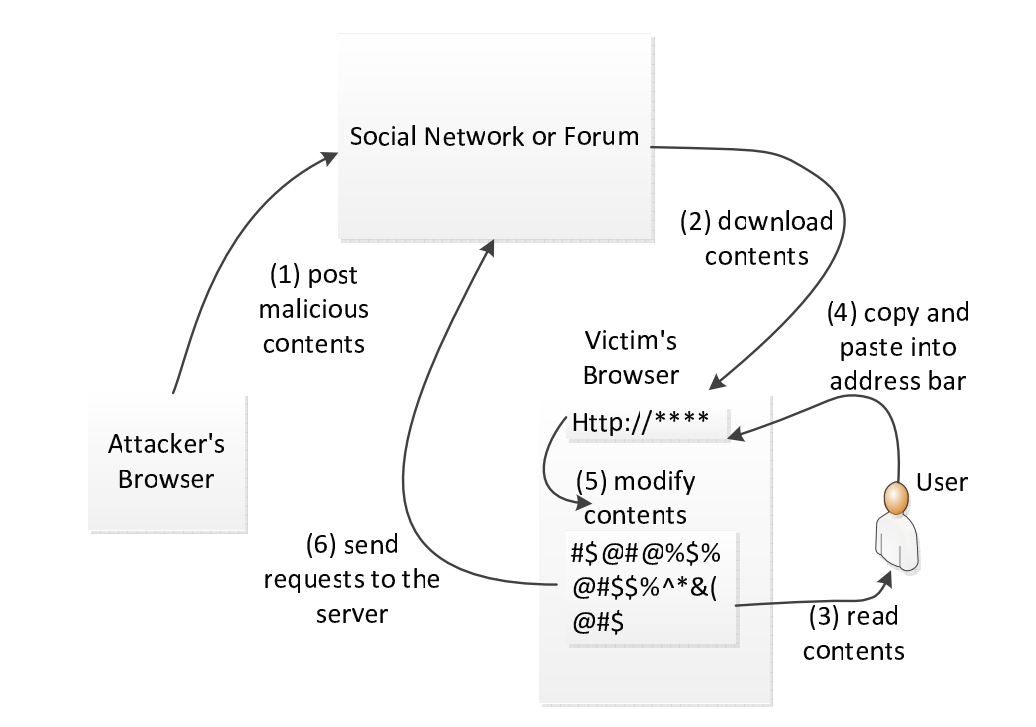 Social Network or Forum
(1) post
malicious
contents
(2) download
contents
Attacker's
Browser
Victim's
Browser
Http://****
(4) copy and
paste into
address bar
User
(5) modify
contents
#$@#@%$%
@#$$%^*&(
@#$
(3) read
contents
(6) send
requests to the
server